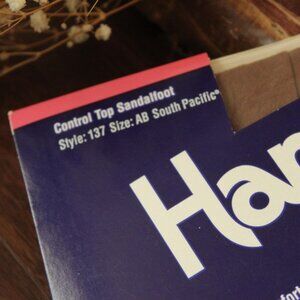 Control Top Sandalfoot
Style: 137 Size: AB South Pacific®
Han